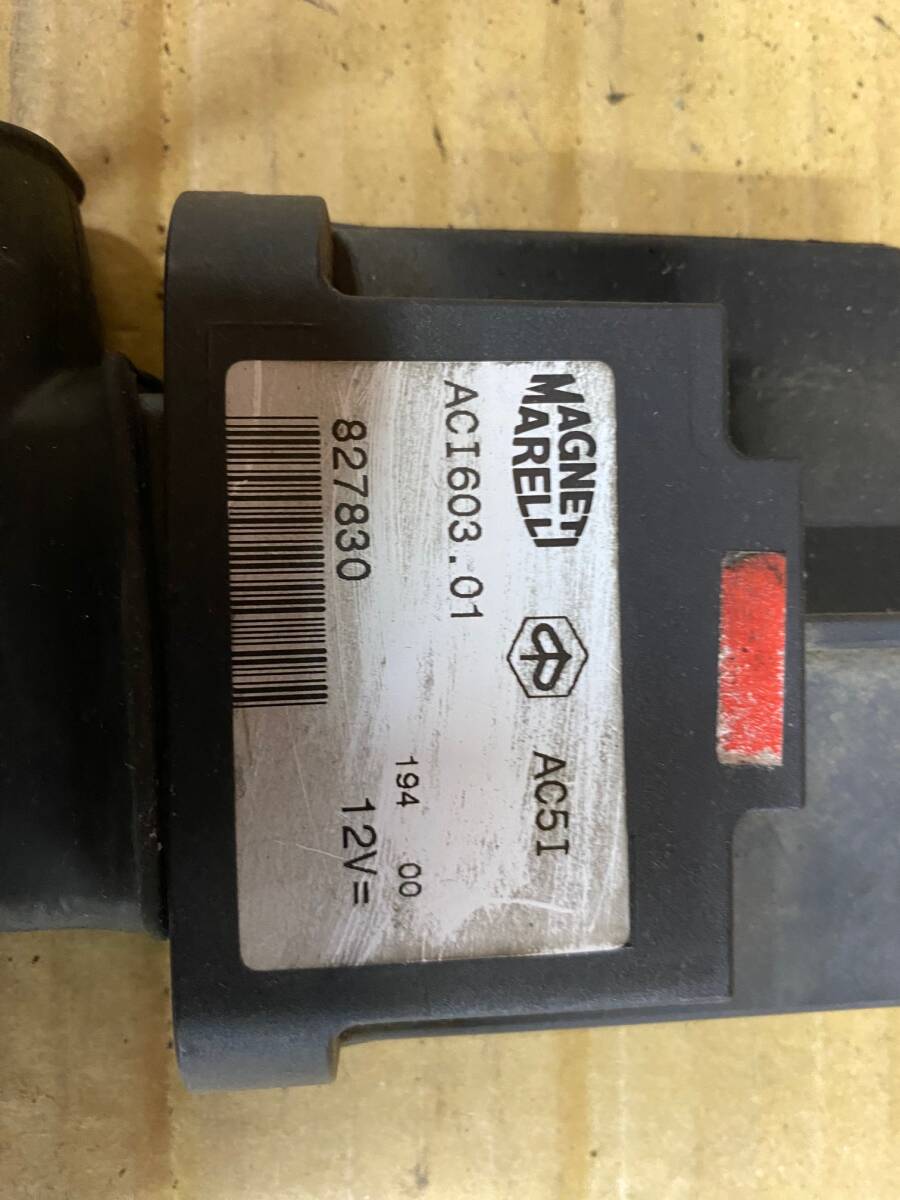 MAGNETI
MARELLI
AC5I
ACI603.01
194 00
827830
12V=